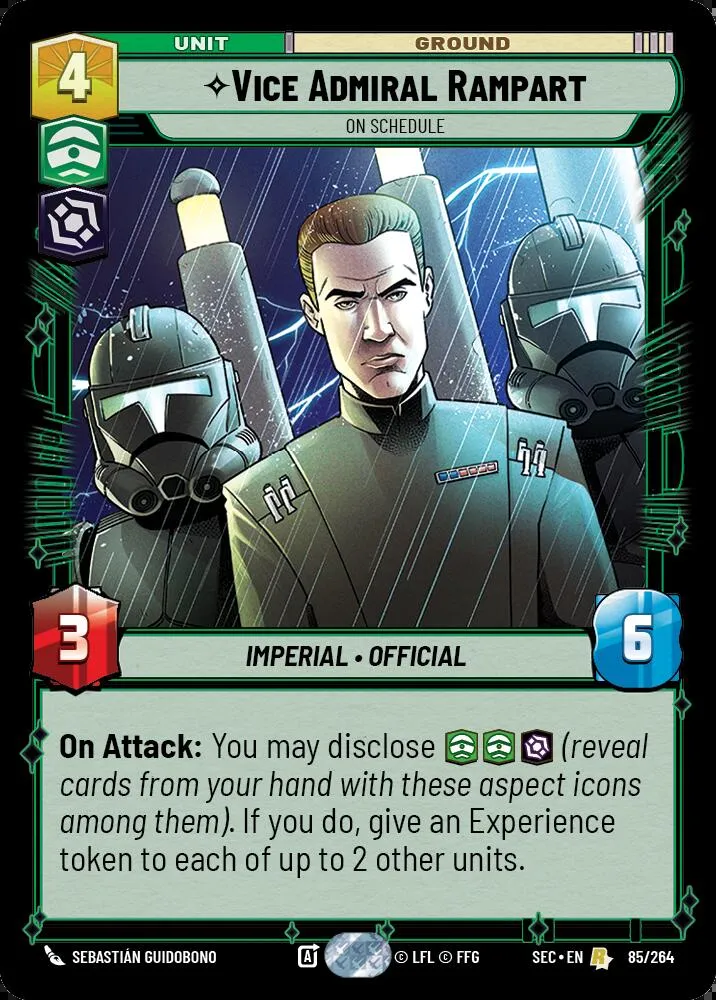 UNIT GROUND
4
VICE ADMIRAL RAMPART
ON SCHEDULE
3
IMPERIAL • OFFICIAL
6
On Attack: You may disclose (reveal
cards from your hand with these aspect icons
among them). If you do, give an Experience
token to each of up to 2 other units.
SEBASTIÁN GUIDOBONO A © LFL © FFG SEC • EN R 85/264